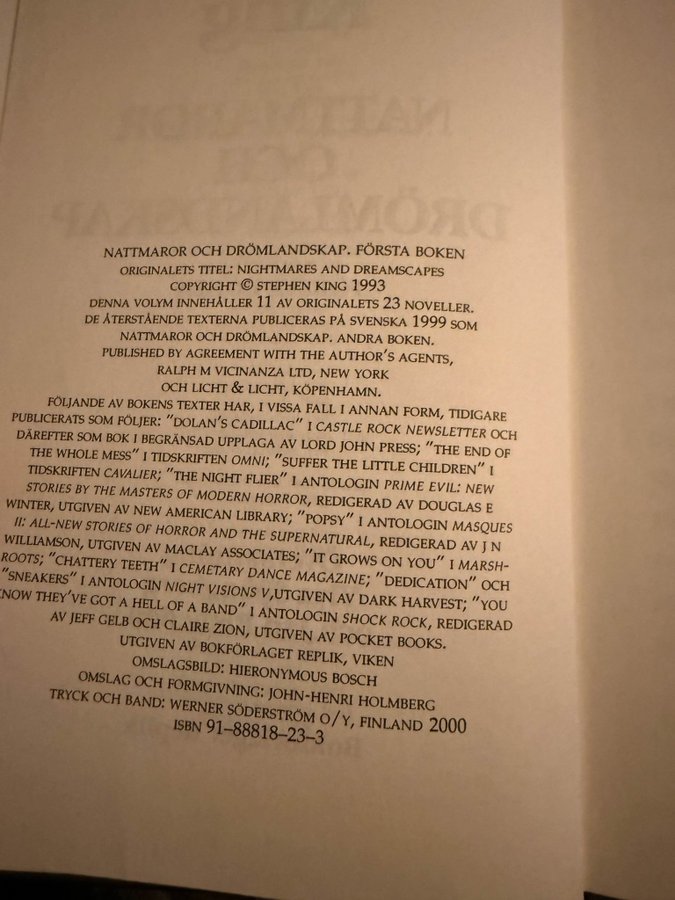 NATTMAROR OCH DRÖMLANDSKAP. FÖRSTA BOKEN
ORIGINALETS TITEL: NIGHTMARES AND DREAMSCAPES
COPYRIGHT © STEPHEN KING 1993
DENNA VOLYM INNEHÅLLER 11 AV ORIGINALETS 23 NOVELLER.
DE ÅTERSTÅENDE TEXTERNA PUBLICERAS PÅ SVENSKA 1999 SOM
NATTMAROR OCH DRÖMLANDSKAP. ANDRA BOKEN.
PUBLISHED BY AGREEMENT WITH THE AUTHOR'S AGENTS,
RALPH M VICINANZA LTD, NEW YORK
OCH LICHT & LICHT, KÖPENHAMN.
FÖLJANDE AV BOKENS TEXTER HAR, I VISSA FALL I ANNAN FORM, TIDIGARE
PUBLICERATS SOM FÖLJER: "DOLAN'S CADILLAC" I CASTLE ROCK NEWSLETTER OCH
DÄREFTER SOM BOK I BEGRÄNSAD UPPLAGA AV LORD JOHN PRESS; "THE END OF
THE WHOLE MESS" I TIDSKRIFTEN OMNI; "SUFFER THE LITTLE CHILDREN" I
TIDSKRIFTEN CAVALIER; "THE NIGHT FLIER" I ANTOLOGIN PRIME EVIL: NEW
STORIES BY THE MASTERS OF MODERN HORROR, REDIGERAD AV DOUGLAS E
WINTER, UTGIVEN AV NEW AMERICAN LIBRARY; "POPSY" I ANTOLOGIN MASQUES
II: ALL-NEW STORIES OF HORROR AND THE SUPERNATURAL, REDIGERAD AV J N
WILLIAMSON, UTGIVEN AV MACLAY ASSOCIATES; "IT GROWS ON YOU" I MARSH-
ROOTS; "CHATTERY TEETH" I CEMETARY DANCE MAGAZINE; "DEDICATION" OCH
"SNEAKERS" I ANTOLOGIN NIGHT VISIONS V,UTGIVEN AV DARK HARVEST; "YOU
KNOW THEY'VE GOT A HELL OF A BAND" I ANTOLOGIN SHOCK ROCK, REDIGERAD
AV JEFF GELB OCH CLAIRE ZION, UTGIVEN AV POCKET BOOKS.
UTGIVEN AV BOKFÖRLAGET REPLIK, VIKEN
OMSLAGSBILD: HIERONYMOUS BOSCH
OMSLAG OCH FORMGIVNING: JOHN-HENRI HOLMBERG
TRYCK OCH BAND: WERNER SÖDERSTRÖM O/Y, FINLAND 2000
ISBN 91–88818–23–3